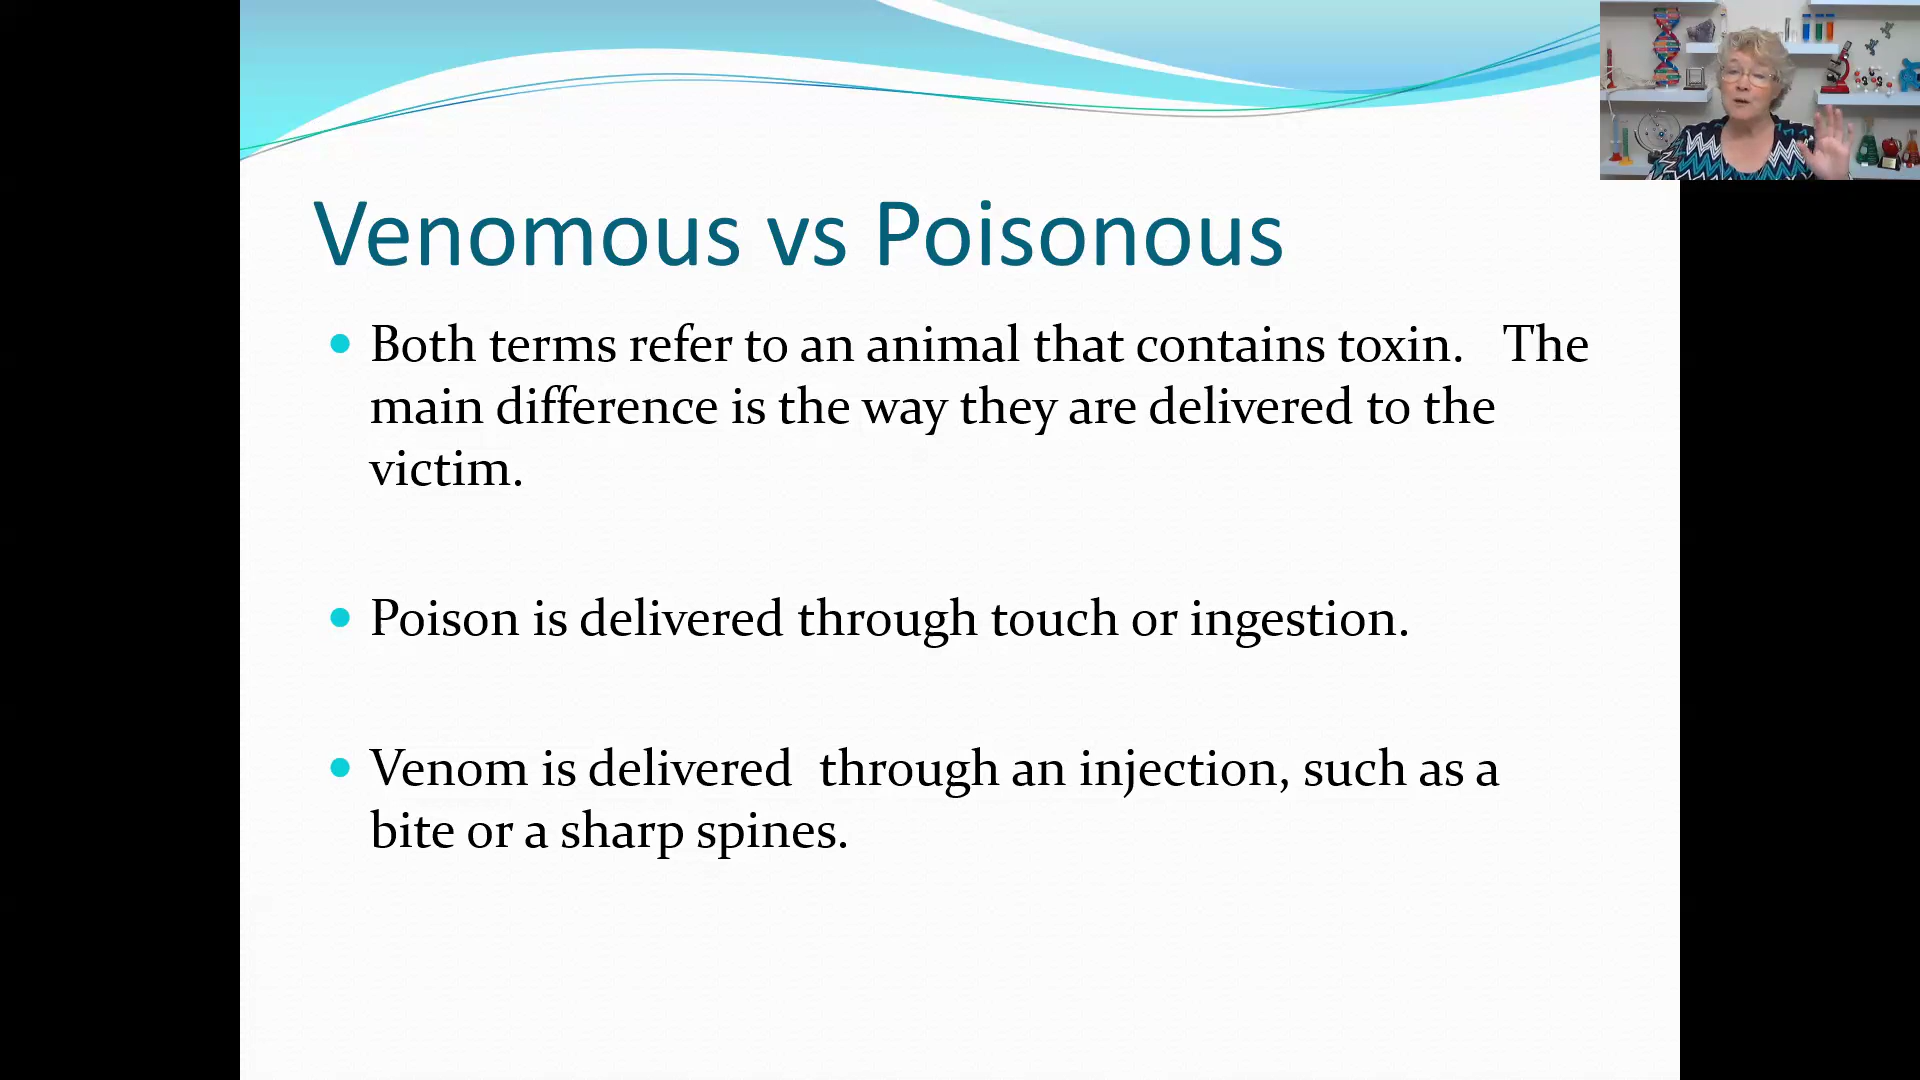 Venomous vs Poisonous
Both terms refer to an animal that contains toxin.   The
main difference is the way they are delivered to the
victim.
Poison is delivered through touch or ingestion.
Venom is delivered  through an injection, such as a
bite or a sharp spines.